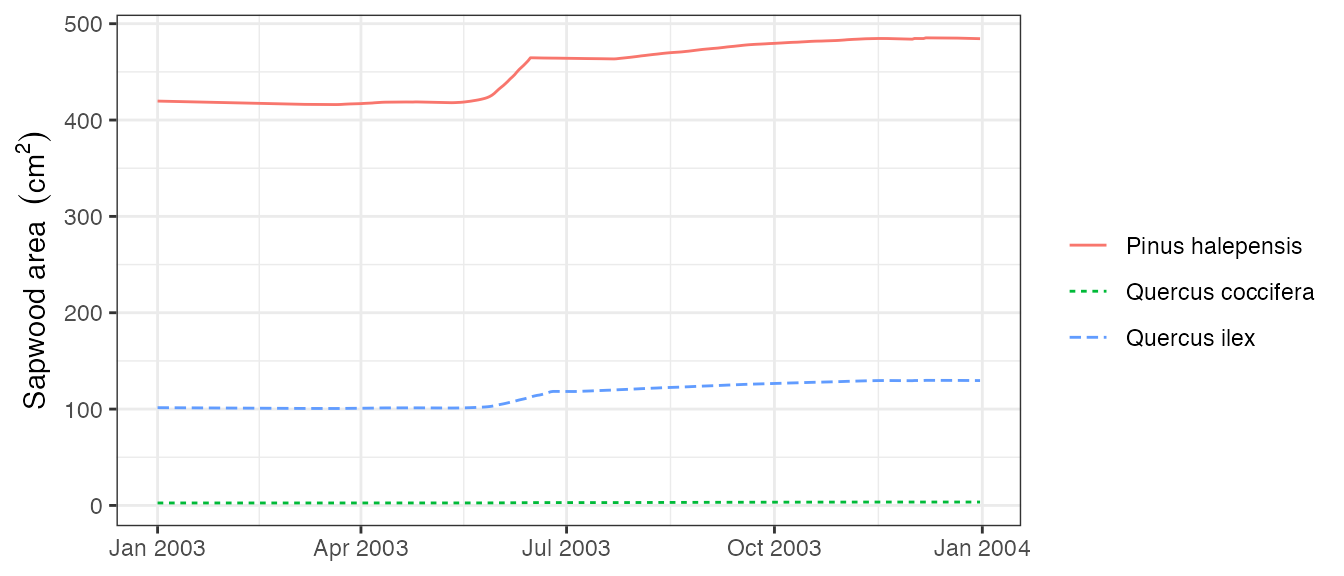 500
400
300
200
100
0
Sapwood area (cm²)
Jan 2003
Apr 2003
Jul 2003
Oct 2003
Jan 2004
Pinus halepensis
Quercus coccifera
Quercus ilex